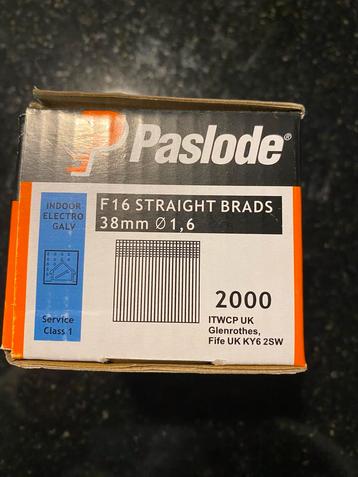 Paslode®
INDOOR
ELECTRO
GALV
F16 STRAIGHT BRADS
38mm Ø1,6
2000
Service
Class 1
ITWCP UK
Glenrothes,
Fife UK KY6 2SW